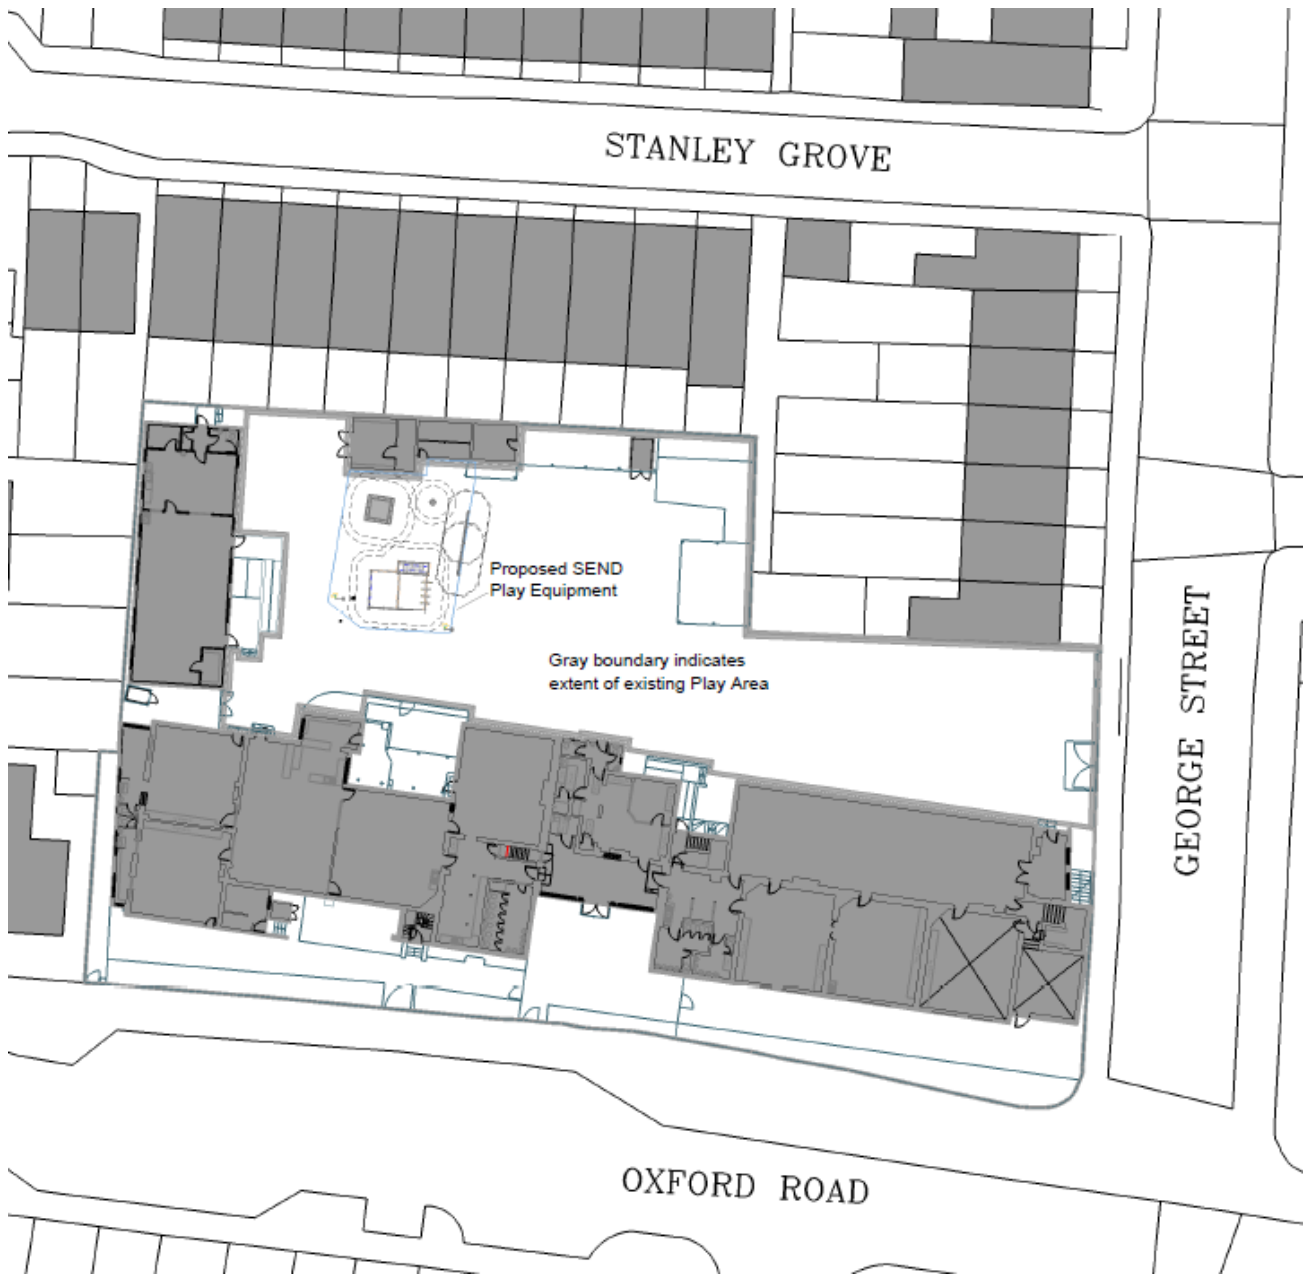 STANLEY GROVE
Proposed SEND
Play Equipment
Gray boundary indicates
extent of existing Play Area
GEORGE STREET
OXFORD ROAD